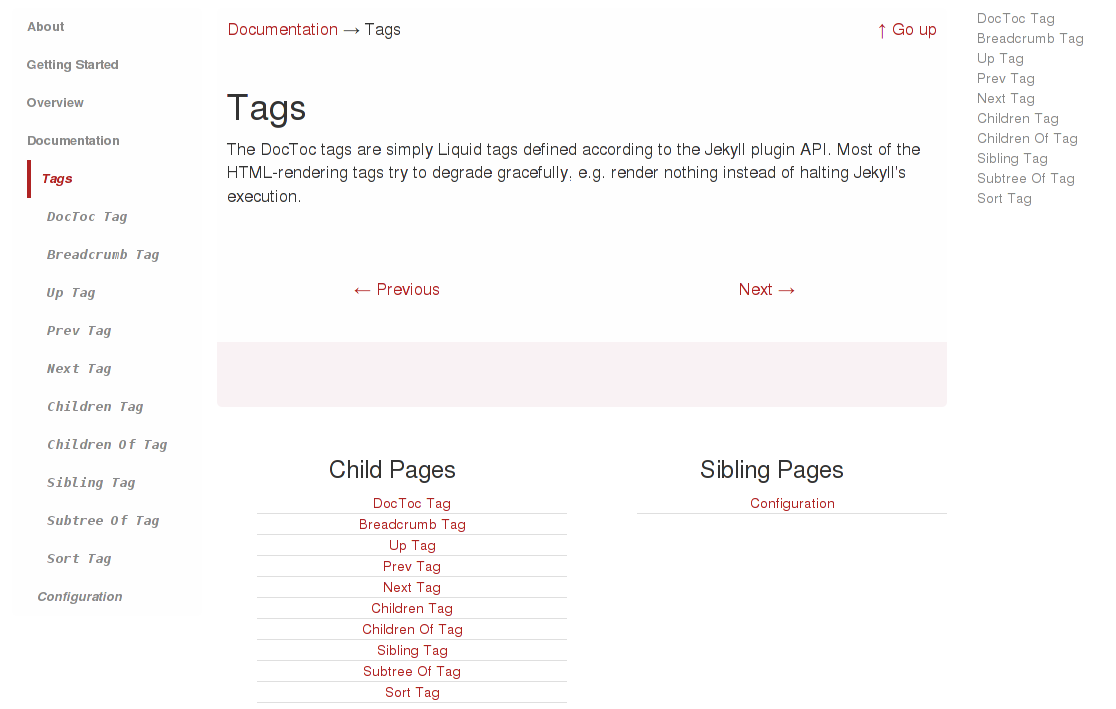 About
Getting Started
Overview
Documentation
Tags
DocToc Tag
Breadcrumb Tag
Up Tag
Prev Tag
Next Tag
Children Tag
Children Of Tag
Sibling Tag
Subtree Of Tag
Sort Tag
Configuration
Documentation → Tags
↑ Go up
Tags
The DocToc tags are simply Liquid tags defined according to the Jekyll plugin API. Most of the
HTML-rendering tags try to degrade gracefully, e.g. render nothing instead of halting Jekyll's
execution.
← Previous
Next →
Child Pages
DocToc Tag
Breadcrumb Tag
Up Tag
Prev Tag
Next Tag
Children Tag
Children Of Tag
Sibling Tag
Subtree Of Tag
Sort Tag
Sibling Pages
Configuration
DocToc Tag
Breadcrumb Tag
Up Tag
Prev Tag
Next Tag
Children Tag
Children Of Tag
Sibling Tag
Subtree Of Tag
Sort Tag